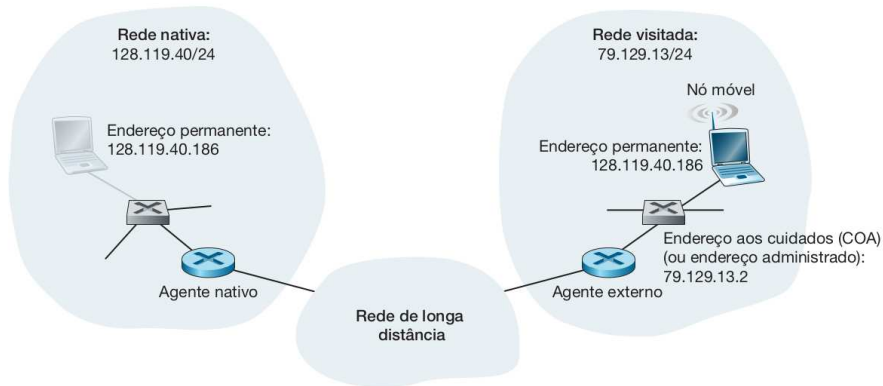 Rede nativa:
128.119.40/24
Endereço permanente:
128.119.40.186
Agente nativo
Rede de longa
distância
Rede visitada:
79.129.13/24
Nó móvel
Endereço permanente:
128.119.40.186
Endereço aos cuidados (COA)
(ou endereço administrado):
79.129.13.2
Agente externo